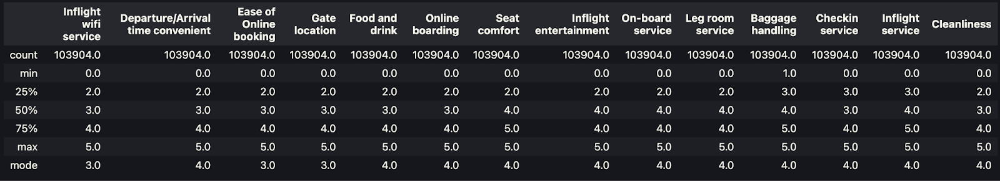 Inflight wifi service Departure/Arrival time convenient Ease of Online booking Gate location Food and drink Online boarding Seat comfort Inflight entertainment On-board service Leg room service Baggage handling Checkin service Inflight service Cleanliness
count 103904.0 103904.0 103904.0 103904.0 103904.0 103904.0 103904.0 103904.0 103904.0 103904.0 103904.0 103904.0 103904.0 103904.0
min 0.0 0.0 0.0 0.0 0.0 0.0 0.0 0.0 0.0 0.0 1.0 0.0 0.0 0.0
25% 2.0 2.0 2.0 2.0 2.0 2.0 2.0 2.0 2.0 2.0 3.0 3.0 3.0 2.0
50% 3.0 3.0 3.0 3.0 3.0 3.0 4.0 4.0 4.0 4.0 4.0 3.0 4.0 3.0
75% 4.0 4.0 4.0 4.0 4.0 4.0 5.0 4.0 4.0 4.0 5.0 4.0 5.0 4.0
max 5.0 5.0 5.0 5.0 5.0 5.0 5.0 5.0 5.0 5.0 5.0 5.0 5.0 5.0
mode 3.0 4.0 3.0 3.0 4.0 4.0 4.0 4.0 4.0 4.0 4.0 4.0 4.0 4.0